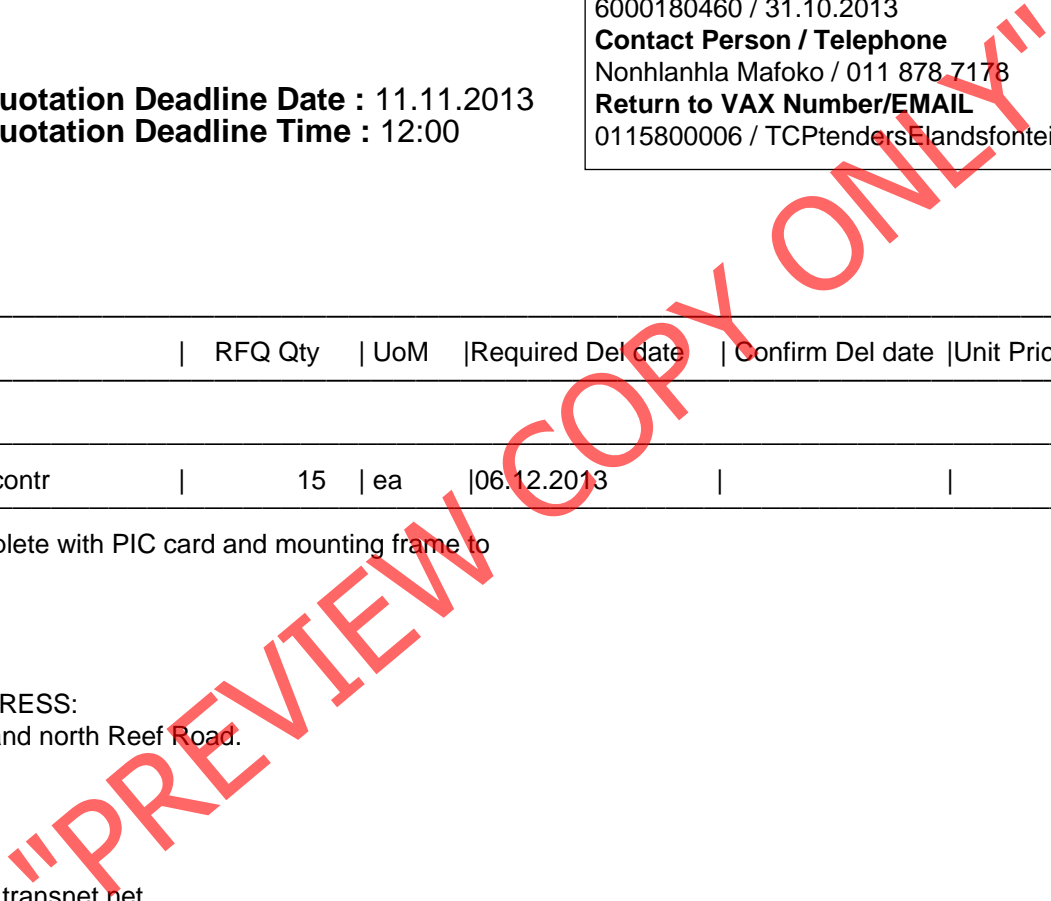 6000180460 / 31.10.2013
Contact Person / Telephone
Nonhlanhla Mafoko / 011 878 7178
Return to VAX Number/EMAIL
0115800006 / TCPtendersElandsfontei
uotation Deadline Date : 11.11.2013
uotation Deadline Time : 12:00
| RFQ Qty | UoM |Required Del date | Confirm Del date |Unit Pric
contr | 15 | ea |06.12.2013 | |
plete with PIC card and mounting frame to
RESS:
and north Reef Road.
transnet.net
"PREVIEW COPY ONLY"